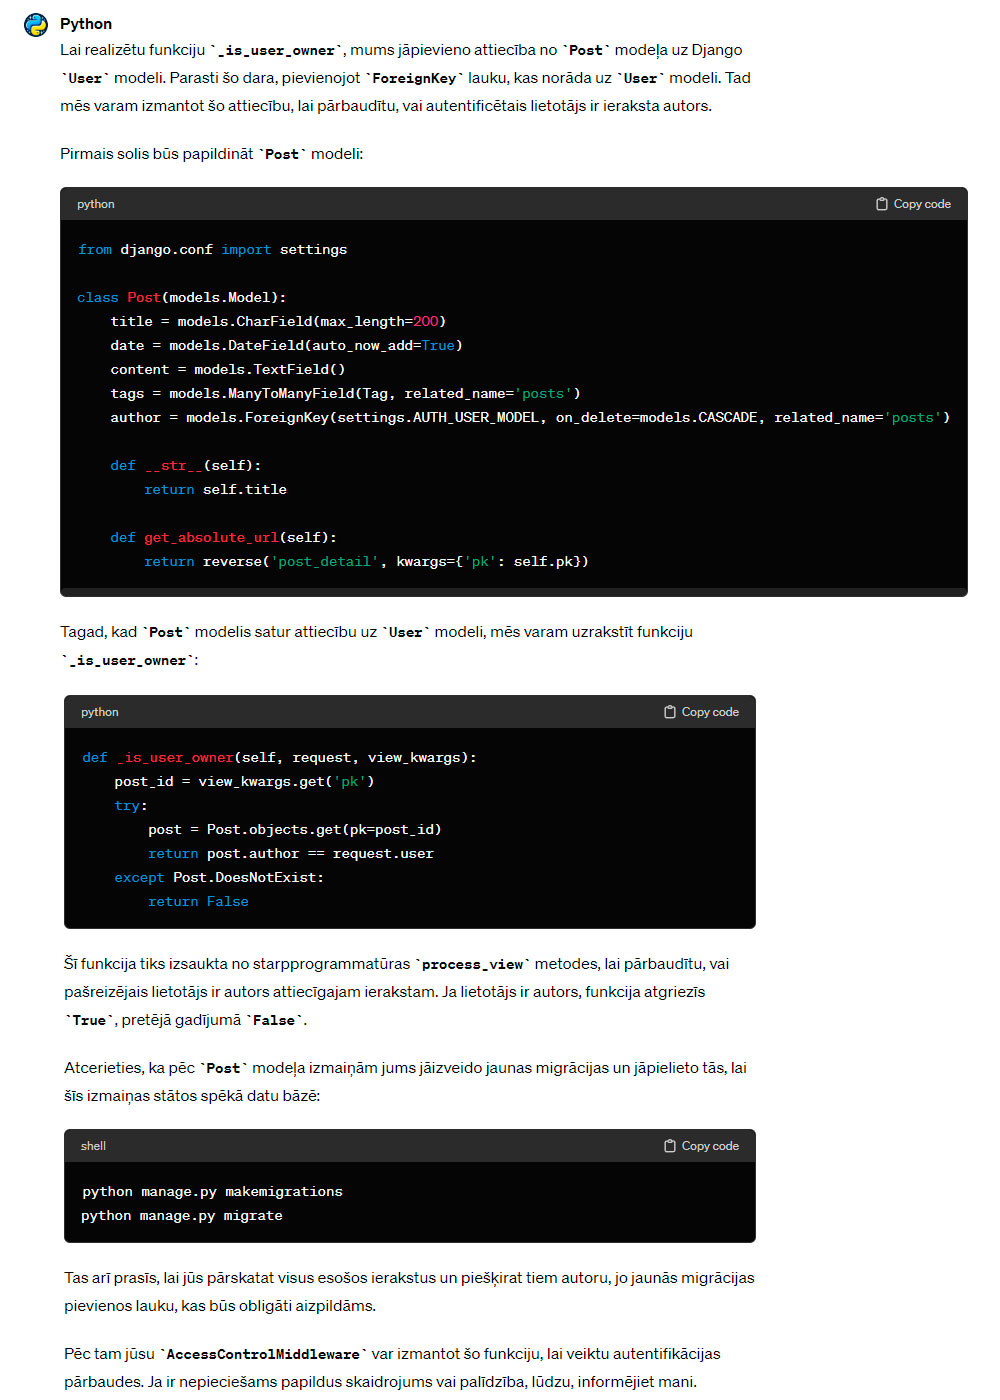 Python
Lai realizētu funkciju `_is_user_owner`, mums jāpievieno attiecība no `Post` modeļa uz Django
`User` modeli. Parasti šo dara, pievienojot `ForeignKey` lauku, kas norāda uz `User` modeli. Tad
mēs varam izmantot šo attiecību, lai pārbaudītu, vai autentificētais lietotājs ir ieraksta autors.
Pirmais solis būs papildināt `Post` modeli:
python Copy code
from django.conf import settings
class Post(models.Model):
    title = models.CharField(max_length=200)
    date = models.DateField(auto_now_add=True)
    content = models.TextField()
    tags = models.ManyToManyField(Tag, related_name='posts')
    author = models.ForeignKey(settings.AUTH_USER_MODEL, on_delete=models.CASCADE, related_name='posts')
    def __str__(self):
        return self.title
    def get_absolute_url(self):
        return reverse('post_detail', kwargs={'pk': self.pk})
Tagad, kad `Post` modelis satur attiecību uz `User` modeli, mēs varam uzrakstīt funkciju
`_is_user_owner`:
python Copy code
def _is_user_owner(self, request, view_kwargs):
    post_id = view_kwargs.get('pk')
    try:
        post = Post.objects.get(pk=post_id)
        return post.author == request.user
    except Post.DoesNotExist:
        return False
Šī funkcija tiks izsaukta no starpprogrammatūras `process_view` metodes, lai pārbaudītu, vai
pašreizējais lietotājs ir autors attiecīgajam ierakstam. Ja lietotājs ir autors, funkcija atgriezīs
`True`, pretējā gadījumā `False`.
Atcerieties, ka pēc `Post` modeļa izmaiņām jums jāizveido jaunas migrācijas un jāpielieto tās, lai
šīs izmaiņas stātos spēkā datu bāzē:
shell Copy code
python manage.py makemigrations
python manage.py migrate
Tas arī prasīs, lai jūs pārskatat visus esošos ierakstus un piešķirat tiem autoru, jo jaunās migrācijas
pievienos lauku, kas būs obligāti aizpildāms.
Pēc tam jūsu `AccessControlMiddleware` var izmantot šo funkciju, lai veiktu autentifikācijas
pārbaudes. Ja ir nepieciešams papildus skaidrojums vai palīdzība, lūdzu, informējiet mani.